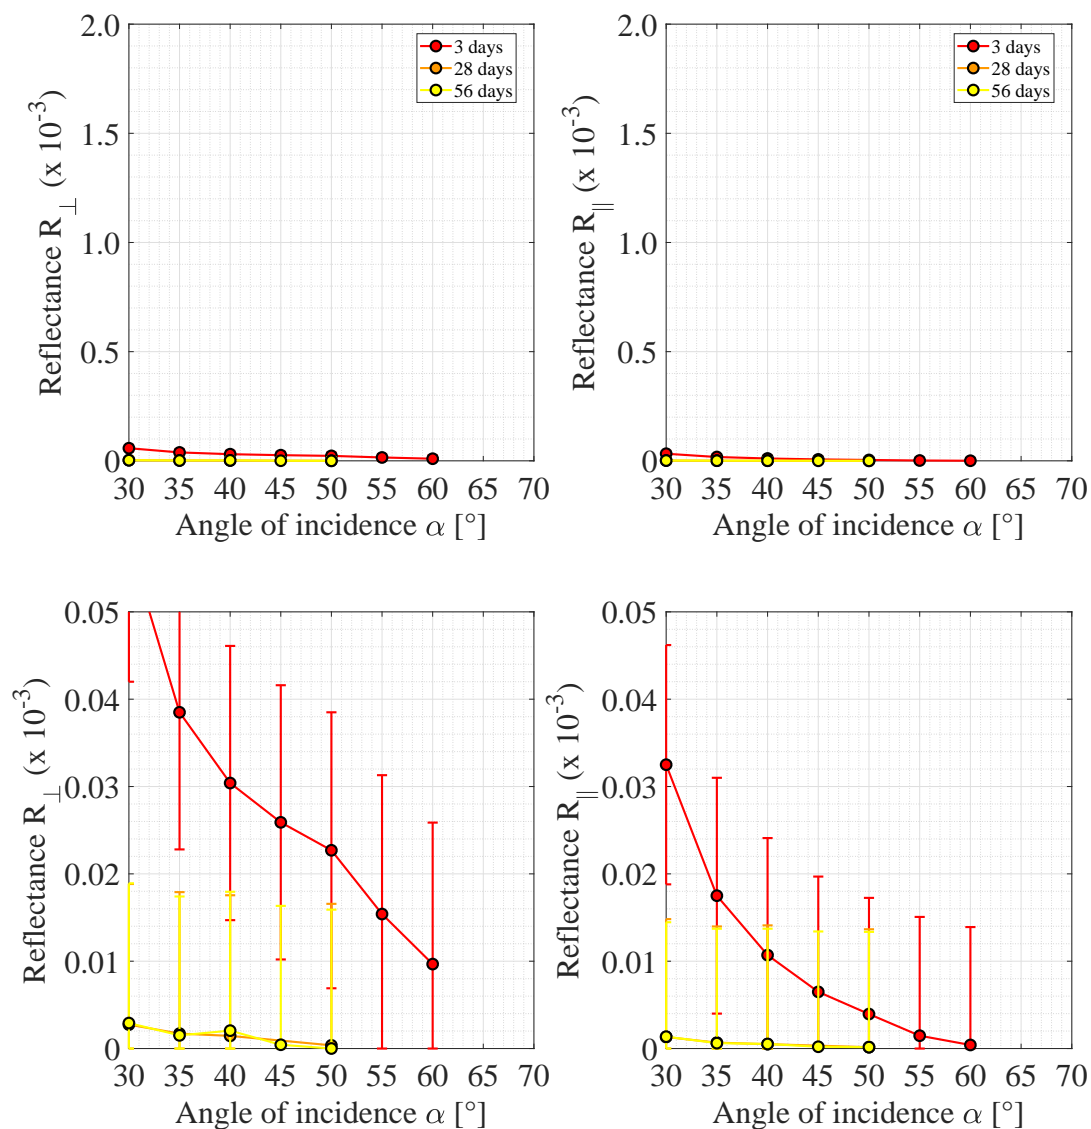 2.0
1.5
1.0
0.5
0
Reflectance R⊥ (x 10-3)
3 days
28 days
56 days
30 35 40 45 50 55 60 65 70
Angle of incidence α [°]
2.0
1.5
1.0
0.5
0
Reflectance R∥ (x 10-3)
3 days
28 days
56 days
30 35 40 45 50 55 60 65 70
Angle of incidence α [°]
0.05
0.04
0.03
0.02
0.01
0
Reflectance R⊥ (x 10-3)
30 35 40 45 50 55 60 65 70
Angle of incidence α [°]
0.05
0.04
0.03
0.02
0.01
0
Reflectance R∥ (x 10-3)
30 35 40 45 50 55 60 65 70
Angle of incidence α [°]